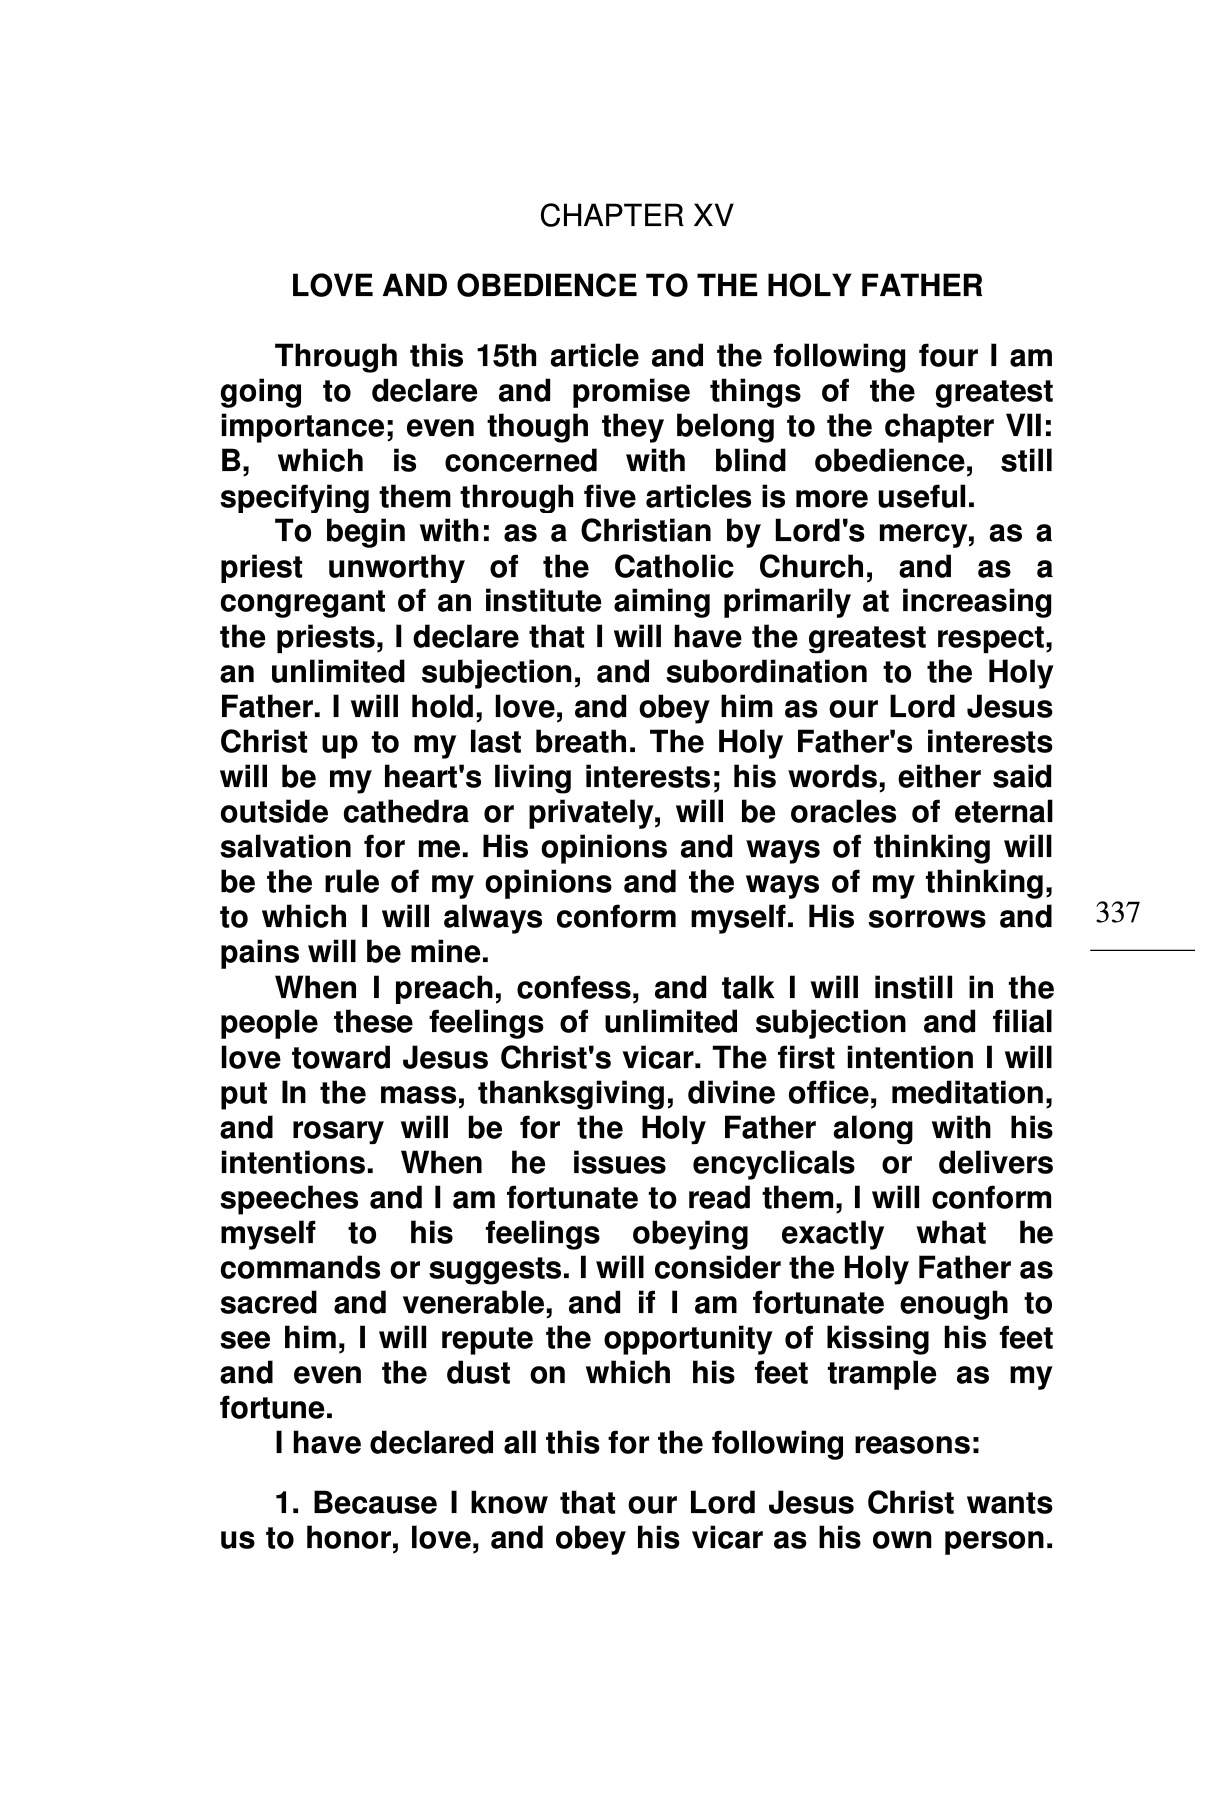 CHAPTER XV
LOVE AND OBEDIENCE TO THE HOLY FATHER
Through this 15th article and the following four I am
going to declare and promise things of the greatest
importance; even though they belong to the chapter VII:
B, which is concerned with blind obedience, still
specifying them through five articles is more useful.
To begin with: as a Christian by Lord's mercy, as a
priest unworthy of the Catholic Church, and as a
congregant of an institute aiming primarily at increasing
the priests, I declare that I will have the greatest respect,
an unlimited subjection, and subordination to the Holy
Father. I will hold, love, and obey him as our Lord Jesus
Christ up to my last breath. The Holy Father's interests
will be my heart's living interests; his words, either said
outside cathedra or privately, will be oracles of eternal
salvation for me. His opinions and ways of thinking will
be the rule of my opinions and the ways of my thinking,
to which I will always conform myself. His sorrows and
pains will be mine.
337
When I preach, confess, and talk I will instill in the
people these feelings of unlimited subjection and filial
love toward Jesus Christ's vicar. The first intention I will
put In the mass, thanksgiving, divine office, meditation,
and rosary will be for the Holy Father along with his
intentions. When he issues encyclicals or delivers
speeches and I am fortunate to read them, I will conform
myself to his feelings obeying exactly what he
commands or suggests. I will consider the Holy Father as
sacred and venerable, and if I am fortunate enough to
see him, I will repute the opportunity of kissing his feet
and even the dust on which his feet trample as my
fortune.
I have declared all this for the following reasons:
1. Because I know that our Lord Jesus Christ wants
us to honor, love, and obey his vicar as his own person.